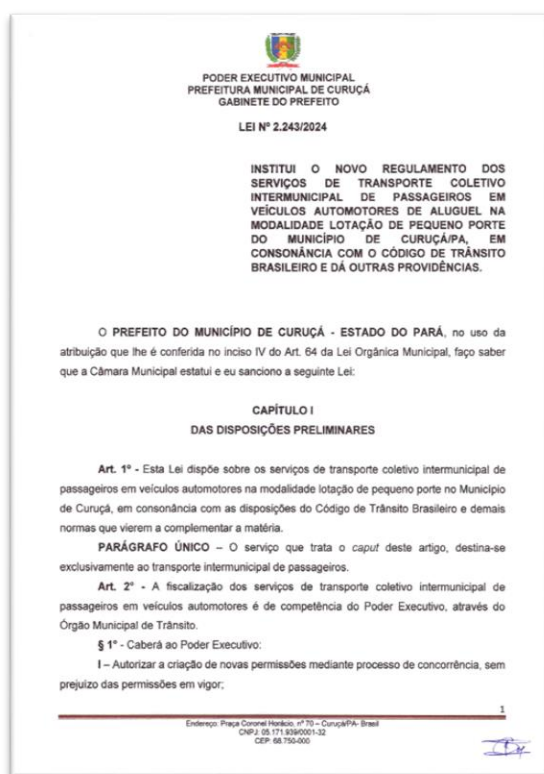 PODER EXECUTIVO MUNICIPAL
PREFEITURA MUNICIPAL DE CURUÇÁ
GABINETE DO PREFEITO
LEI Nº 2.243/2024
INSTITUI O NOVO REGULAMENTO DOS
SERVIÇOS DE TRANSPORTE COLETIVO
INTERMUNICIPAL DE PASSAGEIROS EM
VEÍCULOS AUTOMOTORES DE ALUGUEL NA
MODALIDADE LOTAÇÃO DE PEQUENO PORTE
DO MUNICÍPIO DE CURUÇÁ/PA, EM
CONSONÂNCIA COM O CÓDIGO DE TRÂNSITO
BRASILEIRO E DÁ OUTRAS PROVIDÊNCIAS.
O PREFEITO DO MUNICÍPIO DE CURUÇÁ - ESTADO DO PARÁ, no uso da
atribuição que lhe é conferida no inciso IV do Art. 64 da Lei Orgânica Municipal, faço saber
que a Câmara Municipal estatui e eu sanciono a seguinte Lei:
CAPÍTULO I
DAS DISPOSIÇÕES PRELIMINARES
Art. 1º - Esta Lei dispõe sobre os serviços de transporte coletivo intermunicipal de
passageiros em veículos automotores na modalidade lotação de pequeno porte no Município
de Curuçá, em consonância com as disposições do Código de Trânsito Brasileiro e demais
normas que vierem a complementar a matéria.
PARÁGRAFO ÚNICO – O serviço que trata o caput deste artigo, destina-se
exclusivamente ao transporte intermunicipal de passageiros.
Art. 2º - A fiscalização dos serviços de transporte coletivo intermunicipal de
passageiros em veículos automotores é de competência do Poder Executivo, através do
Órgão Municipal de Trânsito.
§ 1º - Caberá ao Poder Executivo:
I – Autorizar a criação de novas permissões mediante processo de concorrência, sem
prejuízo das permissões em vigor;
1
Endereço: Praça Coronel Horácio, nº 70 – Curuçá/PA- Brasil
CNPJ: 05.171.939/0001-32
CEP: 68.750-000